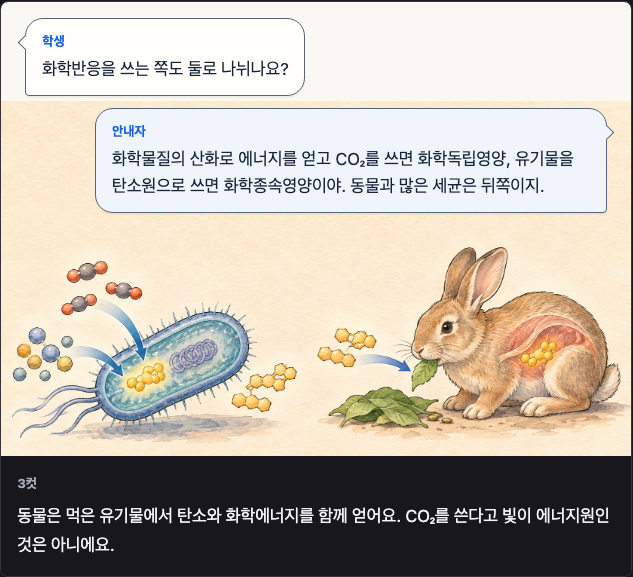 학생
화학반응을 쓰는 쪽도 둘로 나뉘나요?
안내자
화학물질의 산화로 에너지를 얻고 CO₂를 쓰면 화학독립영양, 유기물을
탄소원으로 쓰면 화학종속영양이야. 동물과 많은 세균은 뒤쪽이지.
3컷
동물은 먹은 유기물에서 탄소와 화학에너지를 함께 얻어요. CO₂를 쓴다고 빛이 에너지원인
것은 아니에요.